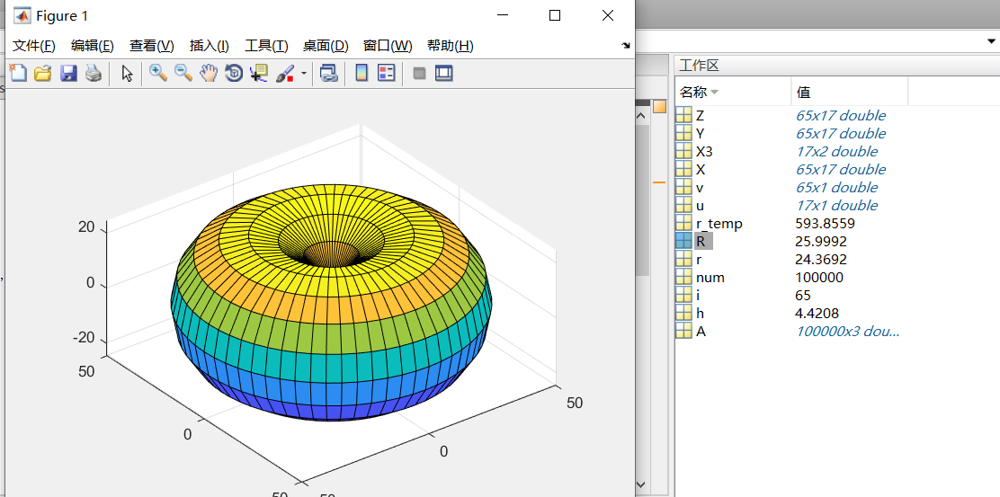 Figure 1
文件(F) 编辑(E) 查看(V) 插入(I) 工具(T) 桌面(D) 窗口(W) 帮助(H)
20
0
-20
50
0
-50
-50
0
50
工作区
名称 值
Z 65x17 double
Y 65x17 double
X3 17x2 double
X 65x17 double
v 65x1 double
u 17x1 double
r_temp 593.8559
R 25.9992
r 24.3692
num 100000
i 65
h 4.4208
A 100000x3 dou...